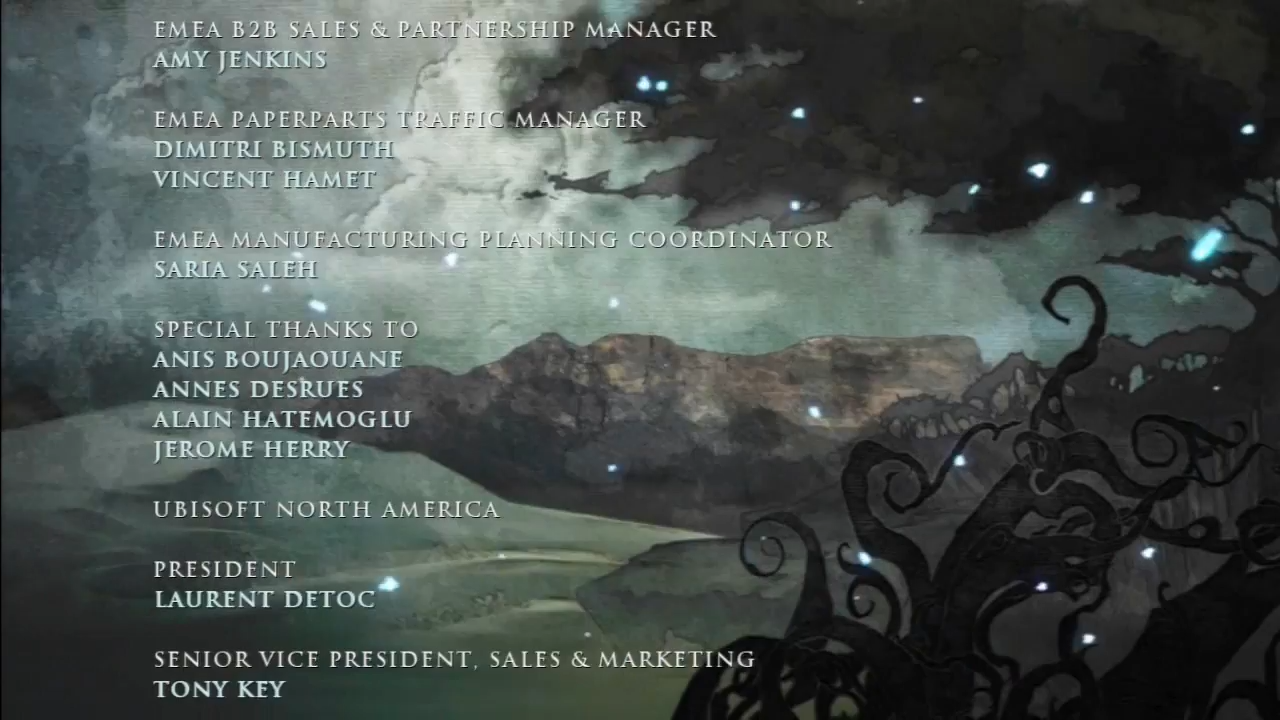 EMEA B2B SALES & PARTNERSHIP MANAGER
AMY JENKINS
EMEA PAPERPARTS TRAFFIC MANAGER
DIMITRI BISMUTH
VINCENT HAMET
EMEA MANUFACTURING PLANNING COORDINATOR
SARIA SALEH
SPECIAL THANKS TO
ANIS BOUJAOUANE
ANNES DESRUES
ALAIN HATEMOGLU
JEROME HERRY
UBISOFT NORTH AMERICA
PRESIDENT
LAURENT DETOC
SENIOR VICE PRESIDENT, SALES & MARKETING
TONY KEY